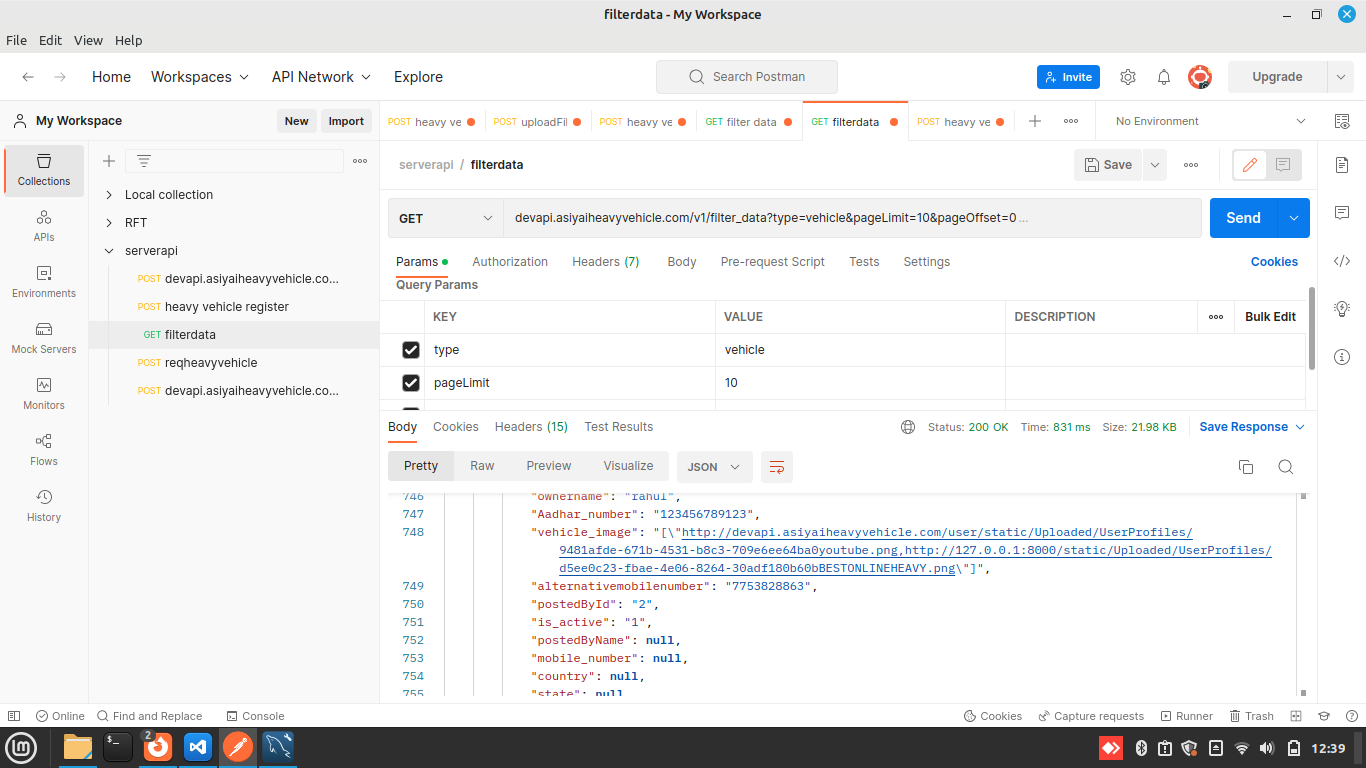 filterdata - My Workspace
File Edit View Help
Home Workspaces API Network Explore
Search Postman
Invite
Upgrade
My Workspace
New
Import
POST heavy ve
POST uploadFil
POST heavy ve
GET filter data
GET filterdata
POST heavy ve
No Environment
serverapi / filterdata
Save
Collections
APIs
Environments
Mock Servers
Monitors
Flows
History
Local collection
RFT
serverapi
POST devapi.asiyaiheavyvehicle.co...
POST heavy vehicle register
GET filterdata
POST reqheavyvehicle
POST devapi.asiyaiheavyvehicle.co...
GET
devapi.asiyaiheavyvehicle.com/v1/filter_data?type=vehicle&pageLimit=10&pageOffset=0 ...
Send
Params Authorization Headers (7) Body Pre-request Script Tests Settings
Cookies
Query Params
KEY VALUE DESCRIPTION
Bulk Edit
type vehicle
pageLimit 10
Body Cookies Headers (15) Test Results
Status: 200 OK Time: 831 ms Size: 21.98 KB
Save Response
Pretty Raw Preview Visualize
JSON
746 "ownername": "rahul",
747 "Aadhar_number": "123456789123",
748 "vehicle_image": "[\"http://devapi.asiyaiheavyvehicle.com/user/static/Uploaded/UserProfiles/
9481afde-671b-4531-b8c3-709e6ee64ba0youtube.png,http://127.0.0.1:8000/static/Uploaded/UserProfiles/
d5ee0c23-fbae-4e06-8264-30adf180b60bBESTONLINEHEAVY.png\"]",
749 "alternativemobilenumber": "7753828863",
750 "postedById": "2",
751 "is_active": "1",
752 "postedByName": null,
753 "mobile_number": null,
754 "country": null,
755 "state": null
Online
Find and Replace
Console
Cookies
Capture requests
Runner
Trash
2
12:39